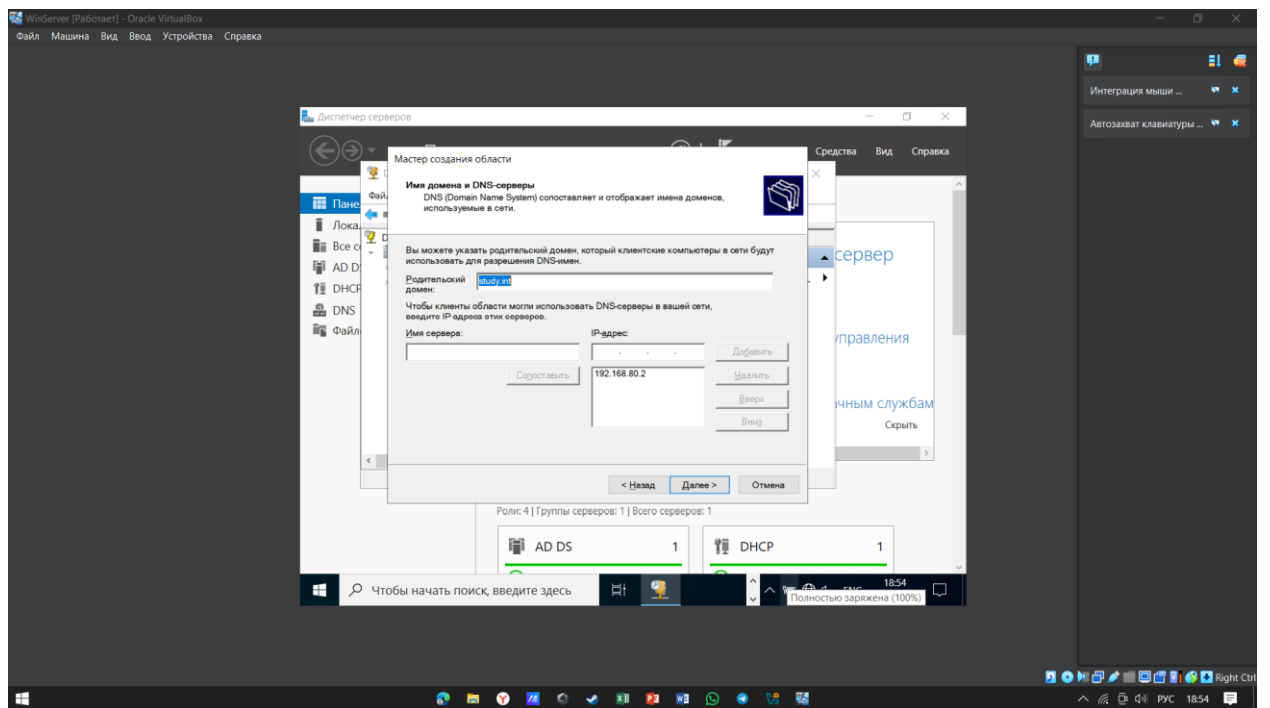 WinServer [Работает] - Oracle VirtualBox
Файл Машина Вид Ввод Устройства Справка
Интеграция мыши ...
Автозахват клавиатуры ...
Диспетчер серверов
Средства Вид Справка
Мастер создания области
Имя домена и DNS-серверы
DNS (Domain Name System) сопоставляет и отображает имена доменов,
используемые в сети.
Фай
Пане
Лока
Все с
AD D
DHCP
DNS
Файл
Вы можете указать родительский домен, который клиентские компьютеры в сети будут
использовать для разрешения DNS-имен.
Родительский
домен:
study.int
Чтобы клиенты области могли использовать DNS-серверы в вашей сети,
введите IP-адреса этих серверов.
Имя сервера:
IP-адрес:
Добавить
Сопоставить
192.168.80.2
Удалить
Вверх
Вниз
< Назад
Далее >
Отмена
сервер
управления
ачным службам
Скрыть
Роли: 4 | Группы серверов: 1 | Всего серверов: 1
AD DS 1
DHCP 1
Чтобы начать поиск, введите здесь
18:54
Полностью заряжена (100%)
Right Ctrl
РУС 18:54